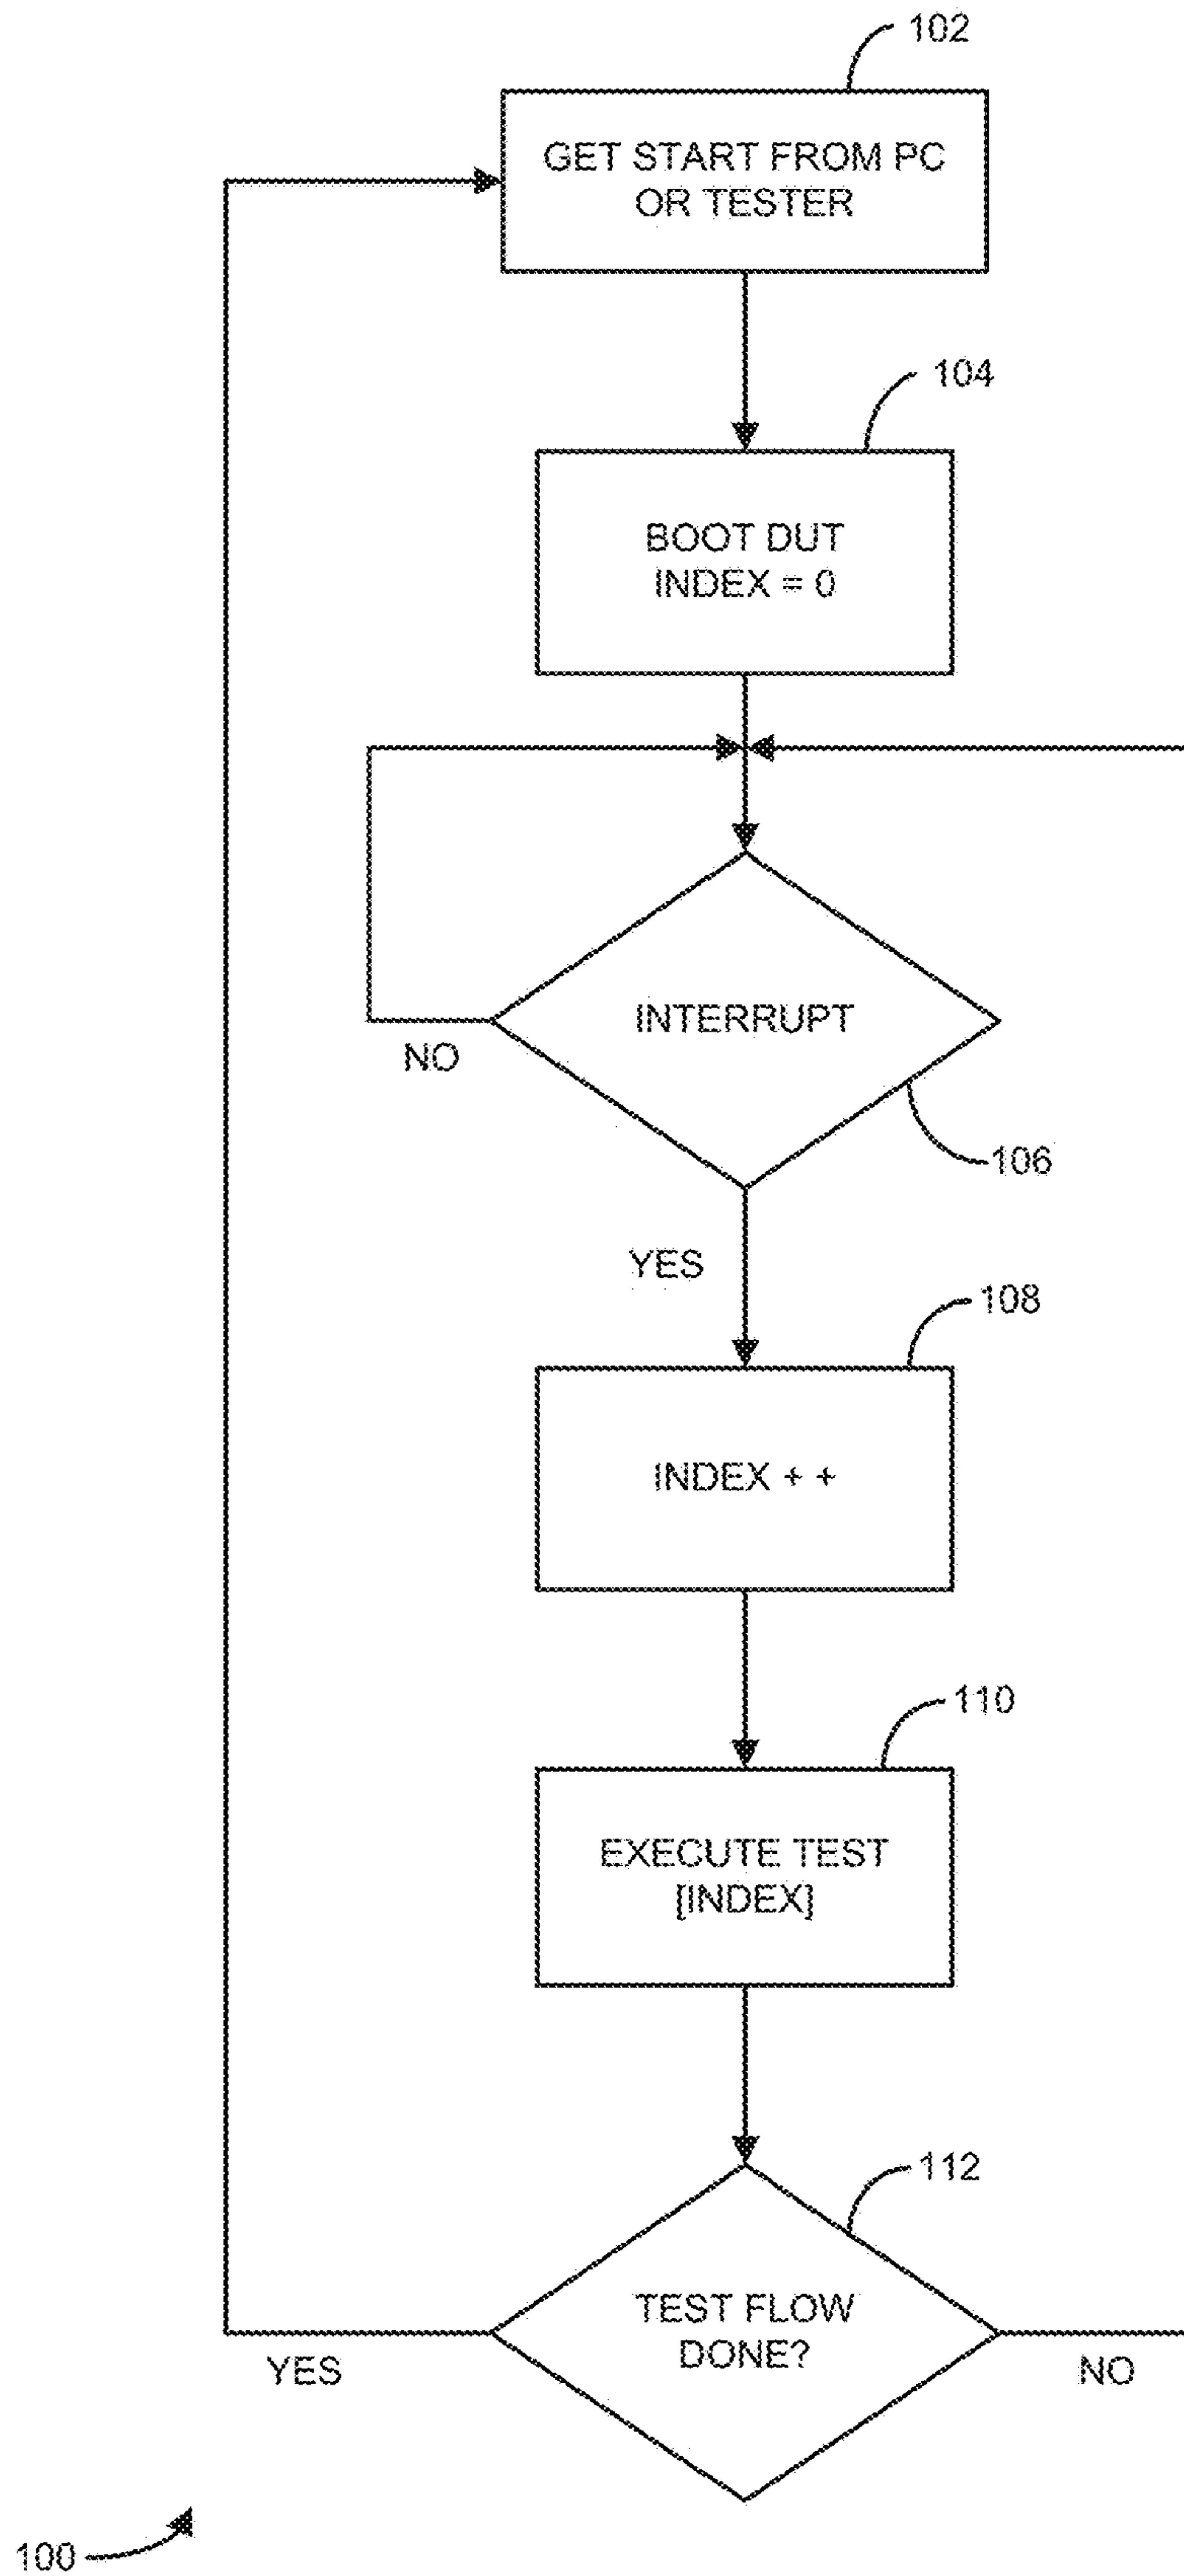 102
GET START FROM PC
OR TESTER
104
BOOT DUT
INDEX = 0
INTERRUPT
NO
106
YES
108
INDEX + +
110
EXECUTE TEST
[INDEX]
112
TEST FLOW
DONE?
YES
NO
100